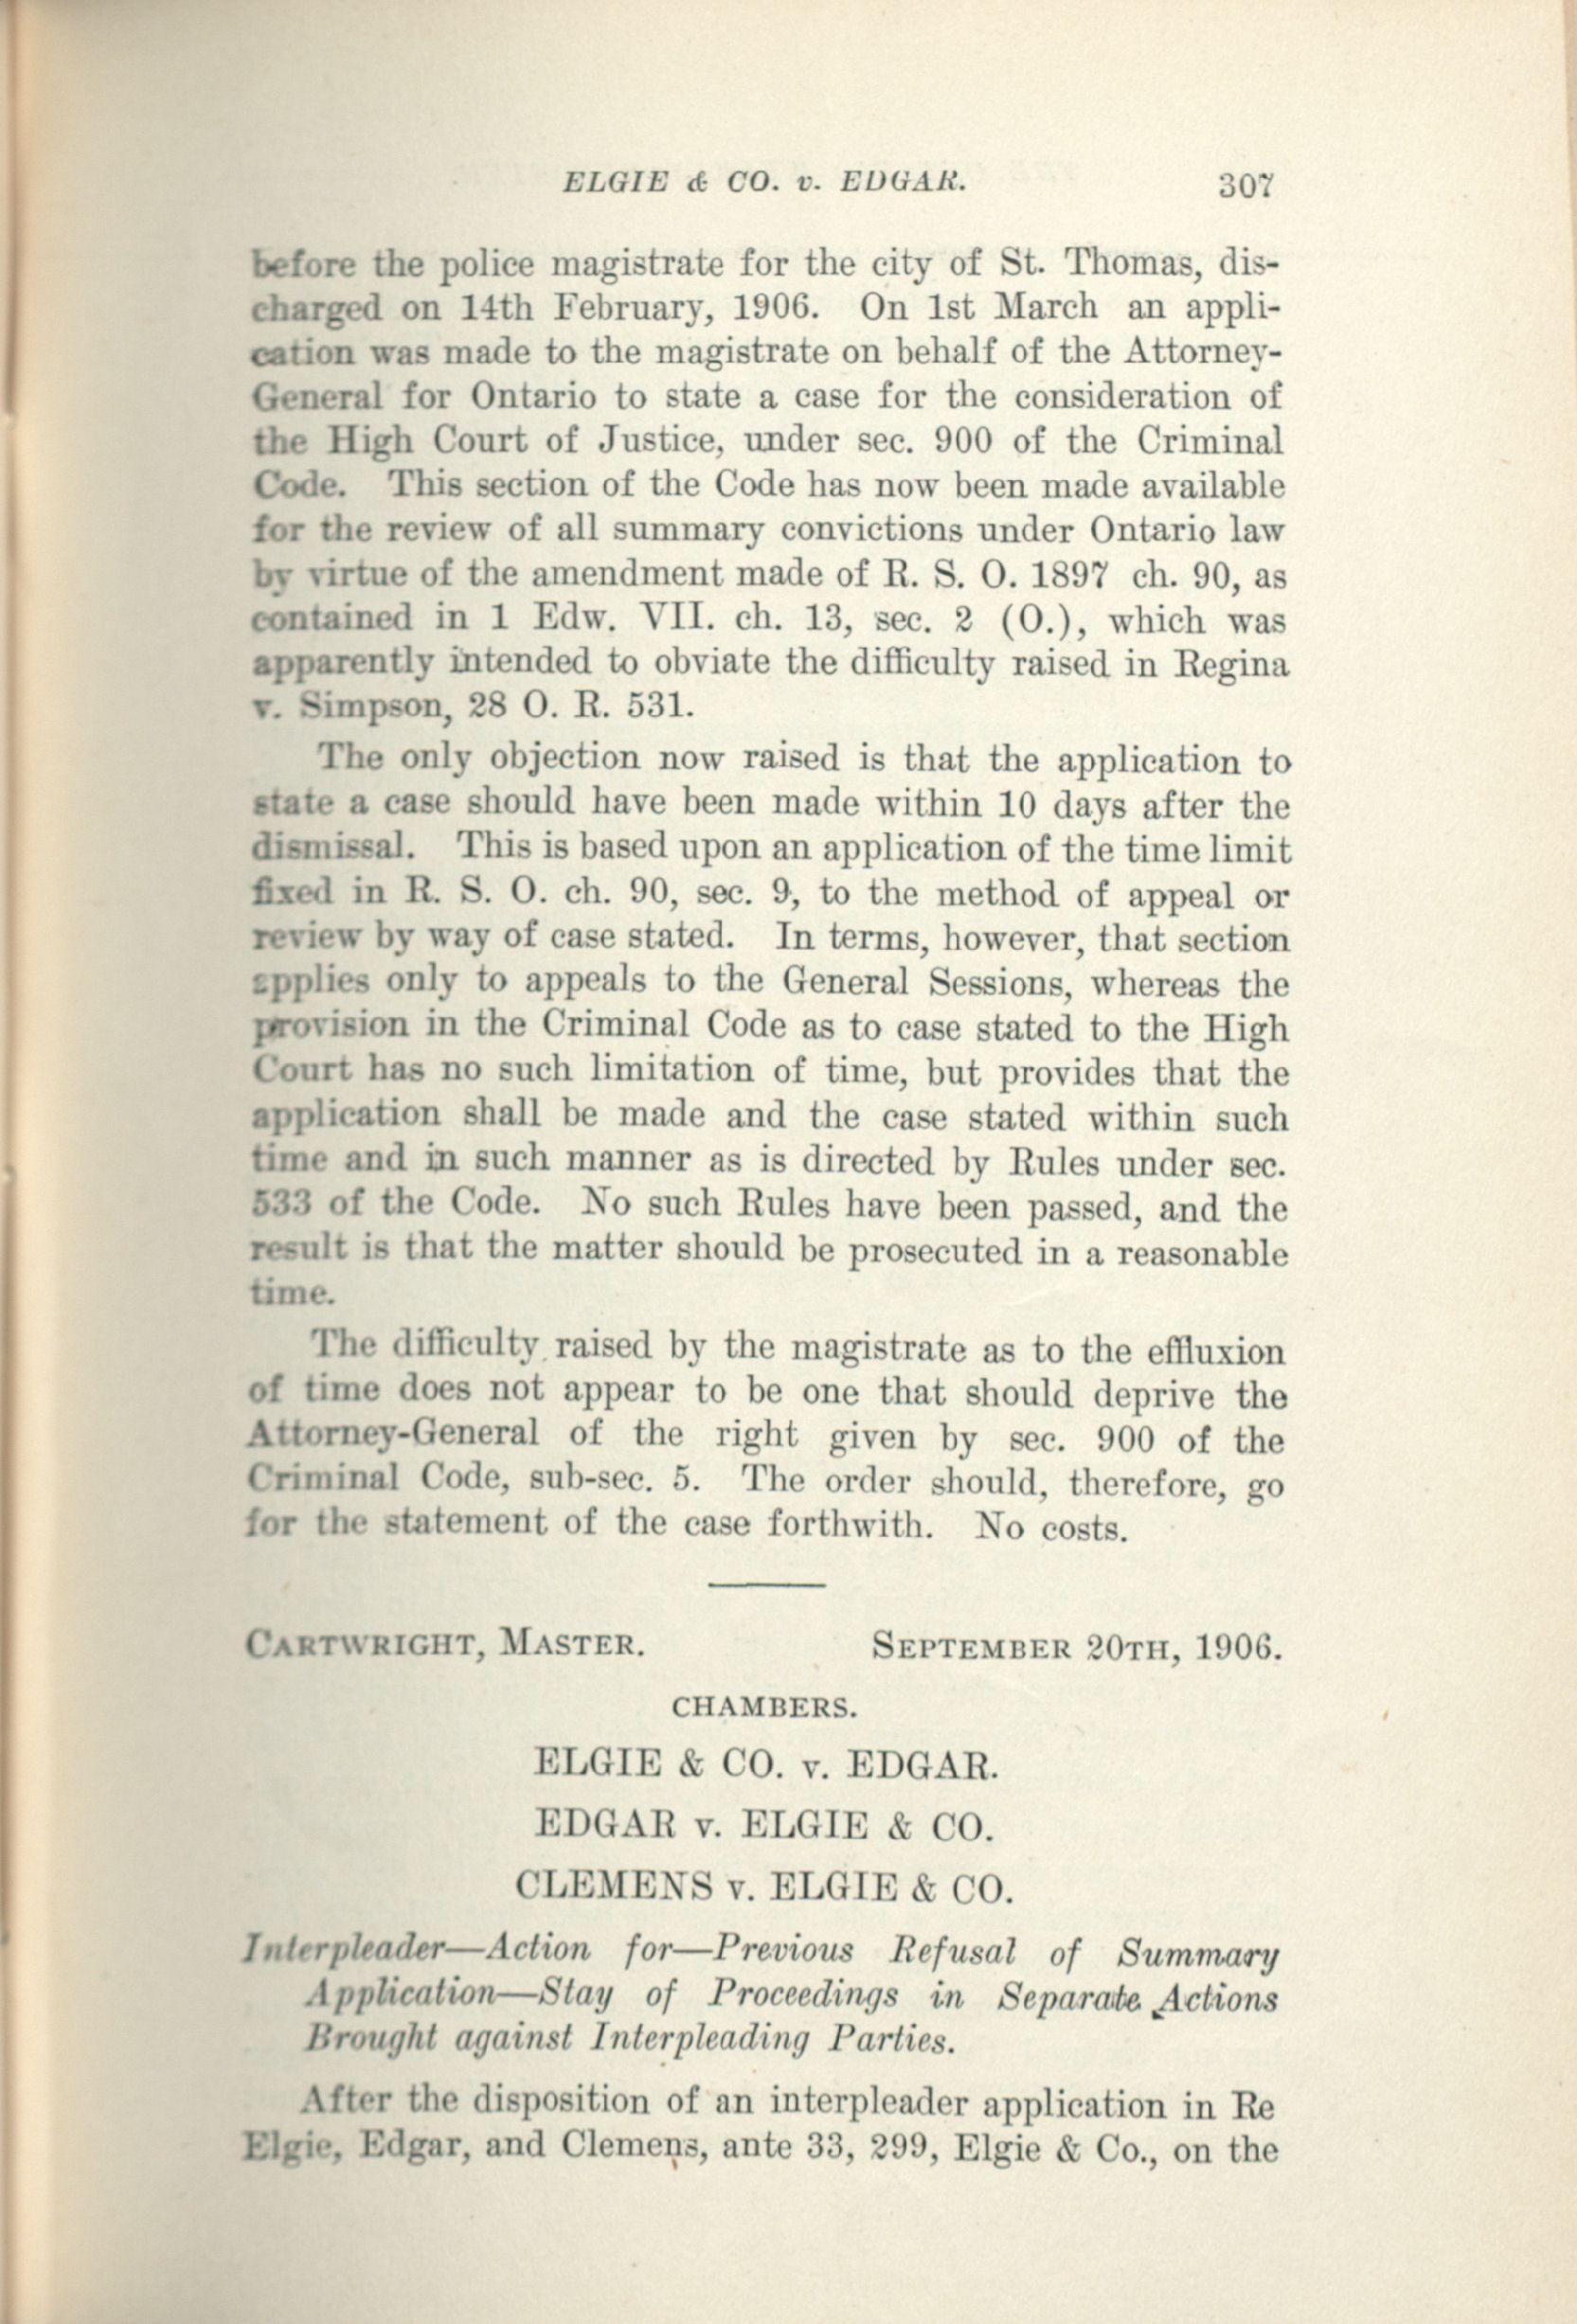 ELGIE & CO. v. EDGAR. 307
before the police magistrate for the city of St. Thomas, dis-
charged on 14th February, 1906. On 1st March an appli-
cation was made to the magistrate on behalf of the Attorney-
General for Ontario to state a case for the consideration of
the High Court of Justice, under sec. 900 of the Criminal
Code. This section of the Code has now been made available
for the review of all summary convictions under Ontario law
by virtue of the amendment made of R. S. O. 1897 ch. 90, as
contained in 1 Edw. VII. ch. 13, sec. 2 (O.), which was
apparently intended to obviate the difficulty raised in Regina
v. Simpson, 28 O. R. 531.
The only objection now raised is that the application to
state a case should have been made within 10 days after the
dismissal. This is based upon an application of the time limit
fixed in R. S. O. ch. 90, sec. 9, to the method of appeal or
review by way of case stated. In terms, however, that section
applies only to appeals to the General Sessions, whereas the
provision in the Criminal Code as to case stated to the High
Court has no such limitation of time, but provides that the
application shall be made and the case stated within such
time and in such manner as is directed by Rules under sec.
533 of the Code. No such Rules have been passed, and the
result is that the matter should be prosecuted in a reasonable
time.
The difficulty raised by the magistrate as to the effluxion
of time does not appear to be one that should deprive the
Attorney-General of the right given by sec. 900 of the
Criminal Code, sub-sec. 5. The order should, therefore, go
for the statement of the case forthwith. No costs.
CARTWRIGHT, MASTER. SEPTEMBER 20TH, 1906.
CHAMBERS.
ELGIE & CO. v. EDGAR.
EDGAR v. ELGIE & CO.
CLEMENS v. ELGIE & CO.
Interpleader—Action for—Previous Refusal of Summary
Application—Stay of Proceedings in Separate Actions
Brought against Interpleading Parties.
After the disposition of an interpleader application in Re
Elgie, Edgar, and Clemens, ante 33, 299, Elgie & Co., on the